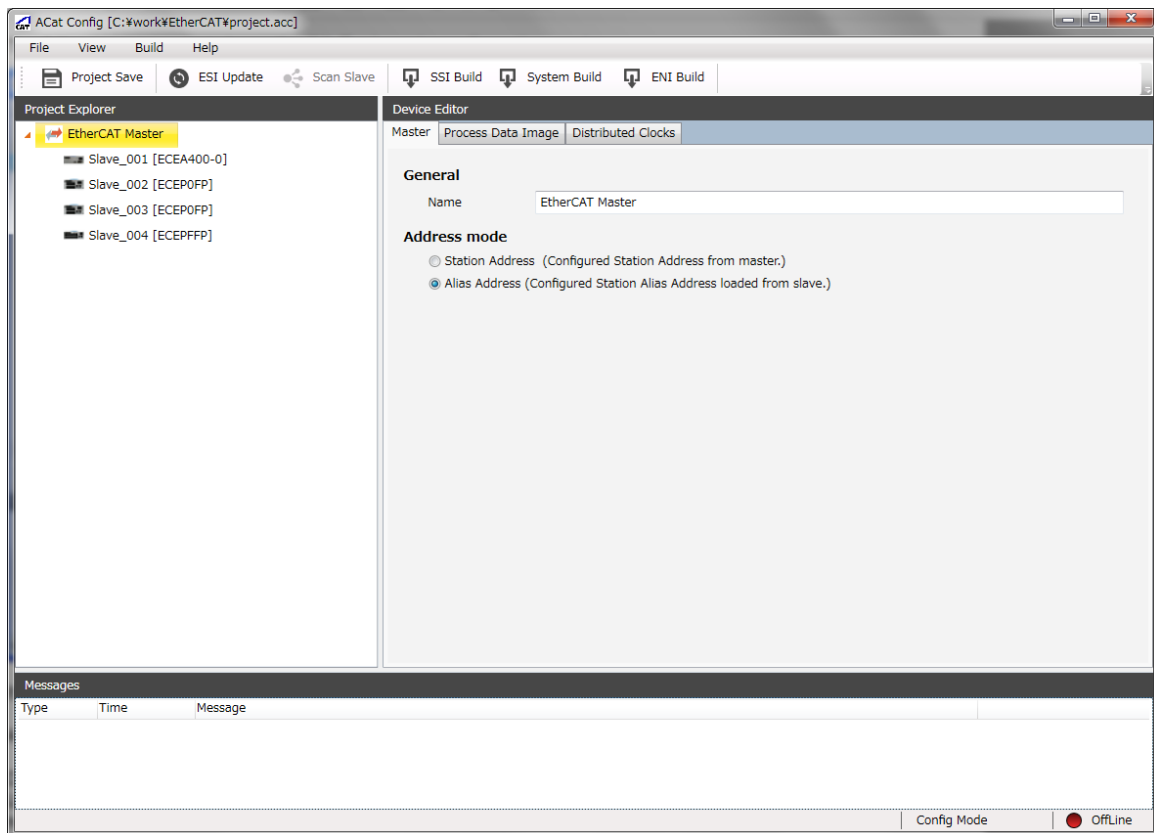 ACat Config [C:¥work¥EtherCAT¥project.acc]
File View Build Help
Project Save ESI Update Scan Slave SSI Build System Build ENI Build
Project Explorer
EtherCAT Master
Slave_001 [ECEA400-0]
Slave_002 [ECEP0FP]
Slave_003 [ECEP0FP]
Slave_004 [ECEPFFP]
Device Editor
Master Process Data Image Distributed Clocks
General
Name EtherCAT Master
Address mode
Station Address (Configured Station Address from master.)
Alias Address (Configured Station Alias Address loaded from slave.)
Messages
Type Time Message
Config Mode OffLine